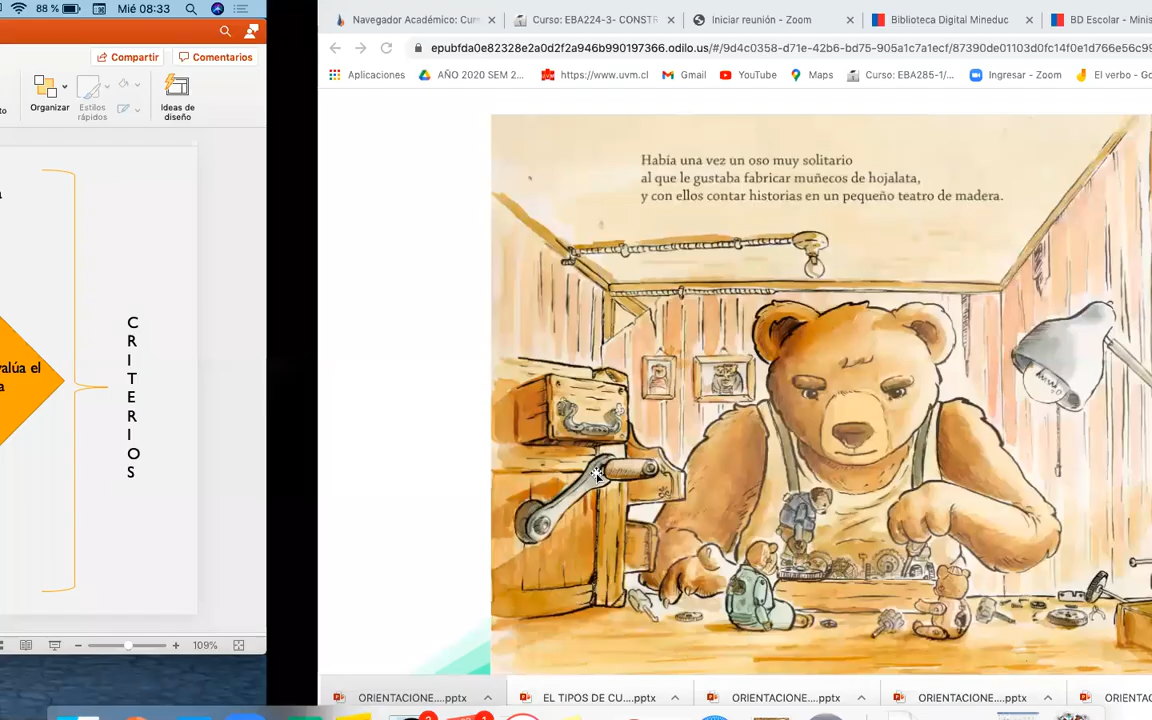 88 %
Mié 08:33
Compartir
Comentarios
Organizar
Estilos
rápidos
Ideas de
diseño
valúa el
C
R
I
T
E
R
I
O
S
109%
Navegador Académico: Cur
Curso: EBA224-3- CONSTR
Iniciar reunión - Zoom
Biblioteca Digital Mineduc
BD Escolar - Minis
epubfda0e82328e2a0d2f2a946b990197366.odilo.us/#/9d4c0358-d71e-42b6-bd75-905a1c7a1ecf/87390de01103d0fc14f0e1d766e56c99
Aplicaciones
AÑO 2020 SEM 2...
https://www.uvm.cl
Gmail
YouTube
Maps
Curso: EBA285-1/...
Ingresar - Zoom
El verbo - Go
Había una vez un oso muy solitario
al que le gustaba fabricar muñecos de hojalata,
y con ellos contar historias en un pequeño teatro de madera.
ORIENTACIONE....pptx
EL TIPOS DE CU....pptx
ORIENTACIONE....pptx
ORIENTACIONE....pptx
ORIENTAC